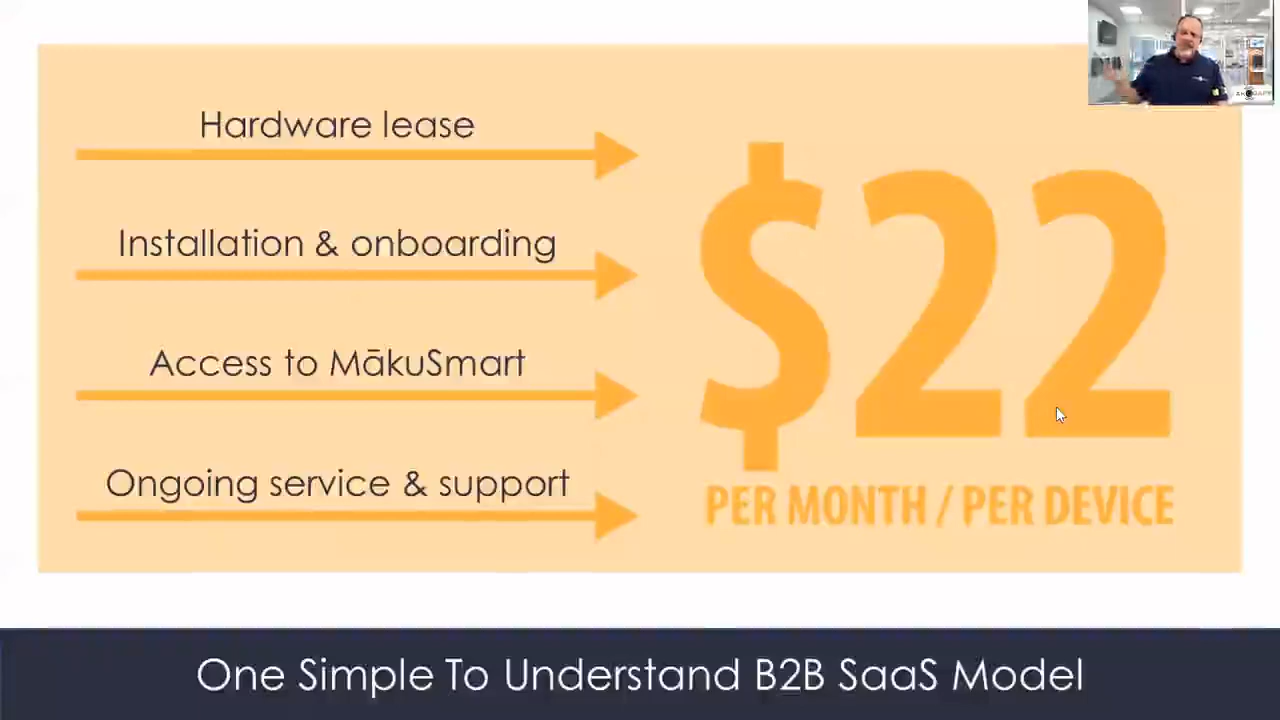 Hardware lease
Installation & onboarding
Access to MākuSmart
Ongoing service & support
$22
PER MONTH / PER DEVICE
One Simple To Understand B2B SaaS Model